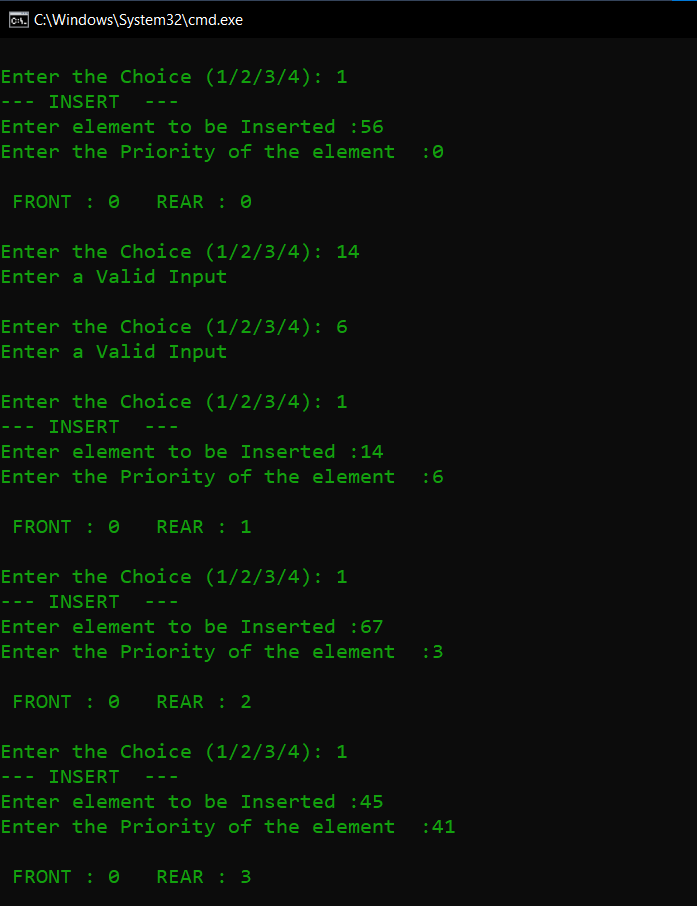 C:\Windows\System32\cmd.exe
Enter the Choice (1/2/3/4): 1
--- INSERT  ---
Enter element to be Inserted :56
Enter the Priority of the element  :0
FRONT : 0   REAR : 0
Enter the Choice (1/2/3/4): 14
Enter a Valid Input
Enter the Choice (1/2/3/4): 6
Enter a Valid Input
Enter the Choice (1/2/3/4): 1
--- INSERT  ---
Enter element to be Inserted :14
Enter the Priority of the element  :6
FRONT : 0   REAR : 1
Enter the Choice (1/2/3/4): 1
--- INSERT  ---
Enter element to be Inserted :67
Enter the Priority of the element  :3
FRONT : 0   REAR : 2
Enter the Choice (1/2/3/4): 1
--- INSERT  ---
Enter element to be Inserted :45
Enter the Priority of the element  :41
FRONT : 0   REAR : 3